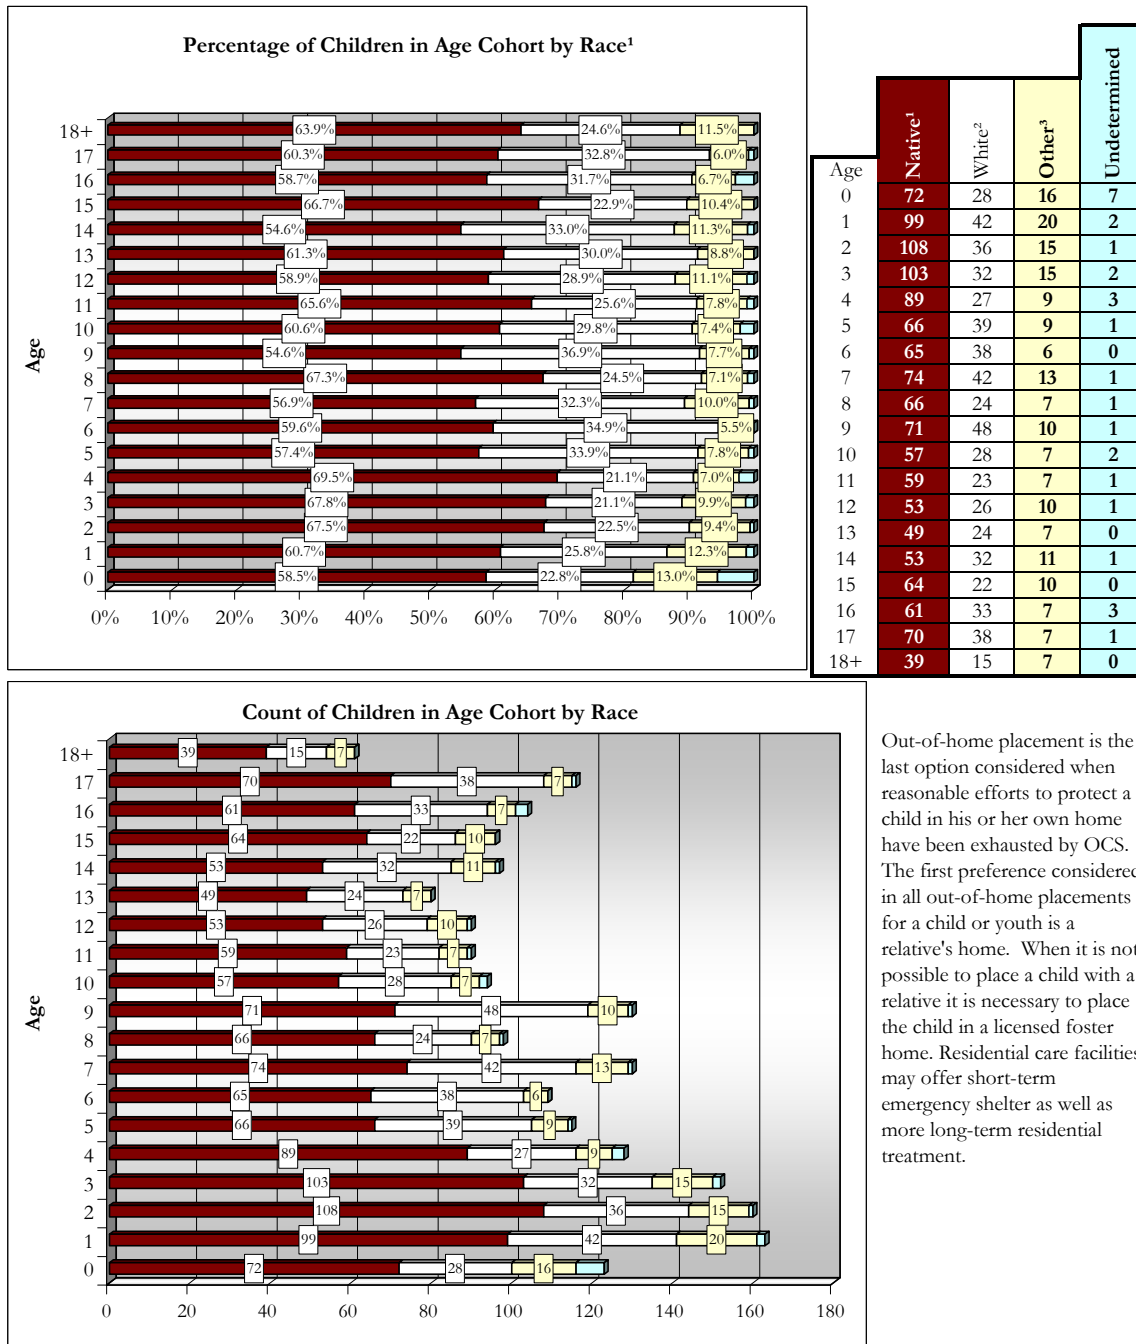 Percentage of Children in Age Cohort by Race¹
Age
18+ 63.9% 24.6% 11.5%
17 60.3% 32.8% 6.0%
16 58.7% 31.7% 6.7%
15 66.7% 22.9% 10.4%
14 54.6% 33.0% 11.3%
13 61.3% 30.0% 8.8%
12 58.9% 28.9% 11.1%
11 65.6% 25.6% 7.8%
10 60.6% 29.8% 7.4%
9 54.6% 36.9% 7.7%
8 67.3% 24.5% 7.1%
7 56.9% 32.3% 10.0%
6 59.6% 34.9% 5.5%
5 57.4% 33.9% 7.8%
4 69.5% 21.1% 7.0%
3 67.8% 21.1% 9.9%
2 67.5% 22.5% 9.4%
1 60.7% 25.8% 12.3%
0 58.5% 22.8% 13.0%
0% 10% 20% 30% 40% 50% 60% 70% 80% 90% 100%
Age Native¹ White² Other³ Undetermined
0 72 28 16 7
1 99 42 20 2
2 108 36 15 1
3 103 32 15 2
4 89 27 9 3
5 66 39 9 1
6 65 38 6 0
7 74 42 13 1
8 66 24 7 1
9 71 48 10 1
10 57 28 7 2
11 59 23 7 1
12 53 26 10 1
13 49 24 7 0
14 53 32 11 1
15 64 22 10 0
16 61 33 7 3
17 70 38 7 1
18+ 39 15 7 0
Count of Children in Age Cohort by Race
Age
18+ 39 15 7
17 70 38 7
16 61 33 7
15 64 22 10
14 53 32 11
13 49 24 7
12 53 26 10
11 59 23 7
10 57 28 7
9 71 48 10
8 66 24 7
7 74 42 13
6 65 38 6
5 66 39 9
4 89 27 9
3 103 32 15
2 108 36 15
1 99 42 20
0 72 28 16
0 20 40 60 80 100 120 140 160 180
Out-of-home placement is the
last option considered when
reasonable efforts to protect a
child in his or her own home
have been exhausted by OCS.
The first preference considered
in all out-of-home placements
for a child or youth is a
relative's home. When it is not
possible to place a child with a
relative it is necessary to place
the child in a licensed foster
home. Residential care facilities
may offer short-term
emergency shelter as well as
more long-term residential
treatment.